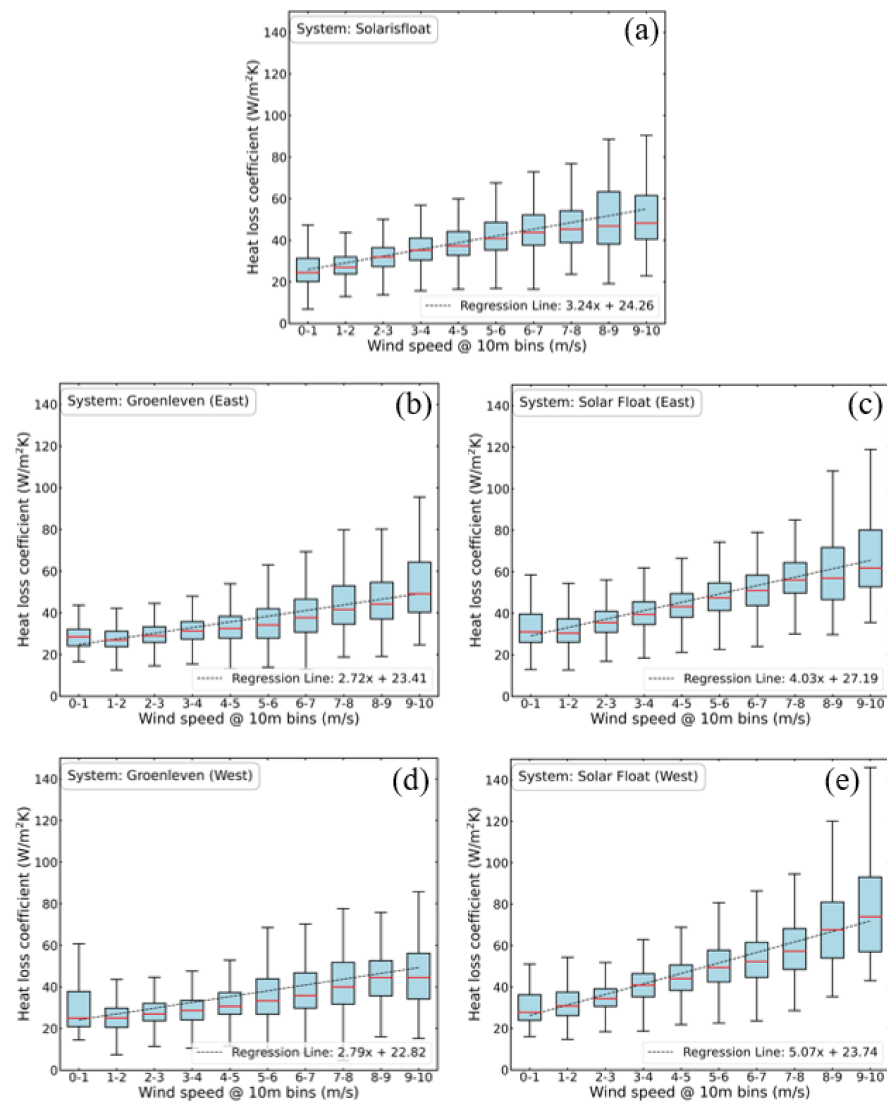 System: Solarisfloat
(a)
140
120
100
80
60
40
20
0
Heat loss coefficient (W/m²K)
Regression Line: 3.24x + 24.26
0-1 1-2 2-3 3-4 4-5 5-6 6-7 7-8 8-9 9-10
Wind speed @ 10m bins (m/s)
System: Groenleven (East)
(b)
140
120
100
80
60
40
20
0
Heat loss coefficient (W/m²K)
Regression Line: 2.72x + 23.41
0-1 1-2 2-3 3-4 4-5 5-6 6-7 7-8 8-9 9-10
Wind speed @ 10m bins (m/s)
System: Solar Float (East)
(c)
140
120
100
80
60
40
20
0
Heat loss coefficient (W/m²K)
Regression Line: 4.03x + 27.19
0-1 1-2 2-3 3-4 4-5 5-6 6-7 7-8 8-9 9-10
Wind speed @ 10m bins (m/s)
System: Groenleven (West)
(d)
140
120
100
80
60
40
20
0
Heat loss coefficient (W/m²K)
Regression Line: 2.79x + 22.82
0-1 1-2 2-3 3-4 4-5 5-6 6-7 7-8 8-9 9-10
Wind speed @ 10m bins (m/s)
System: Solar Float (West)
(e)
140
120
100
80
60
40
20
0
Heat loss coefficient (W/m²K)
Regression Line: 5.07x + 23.74
0-1 1-2 2-3 3-4 4-5 5-6 6-7 7-8 8-9 9-10
Wind speed @ 10m bins (m/s)